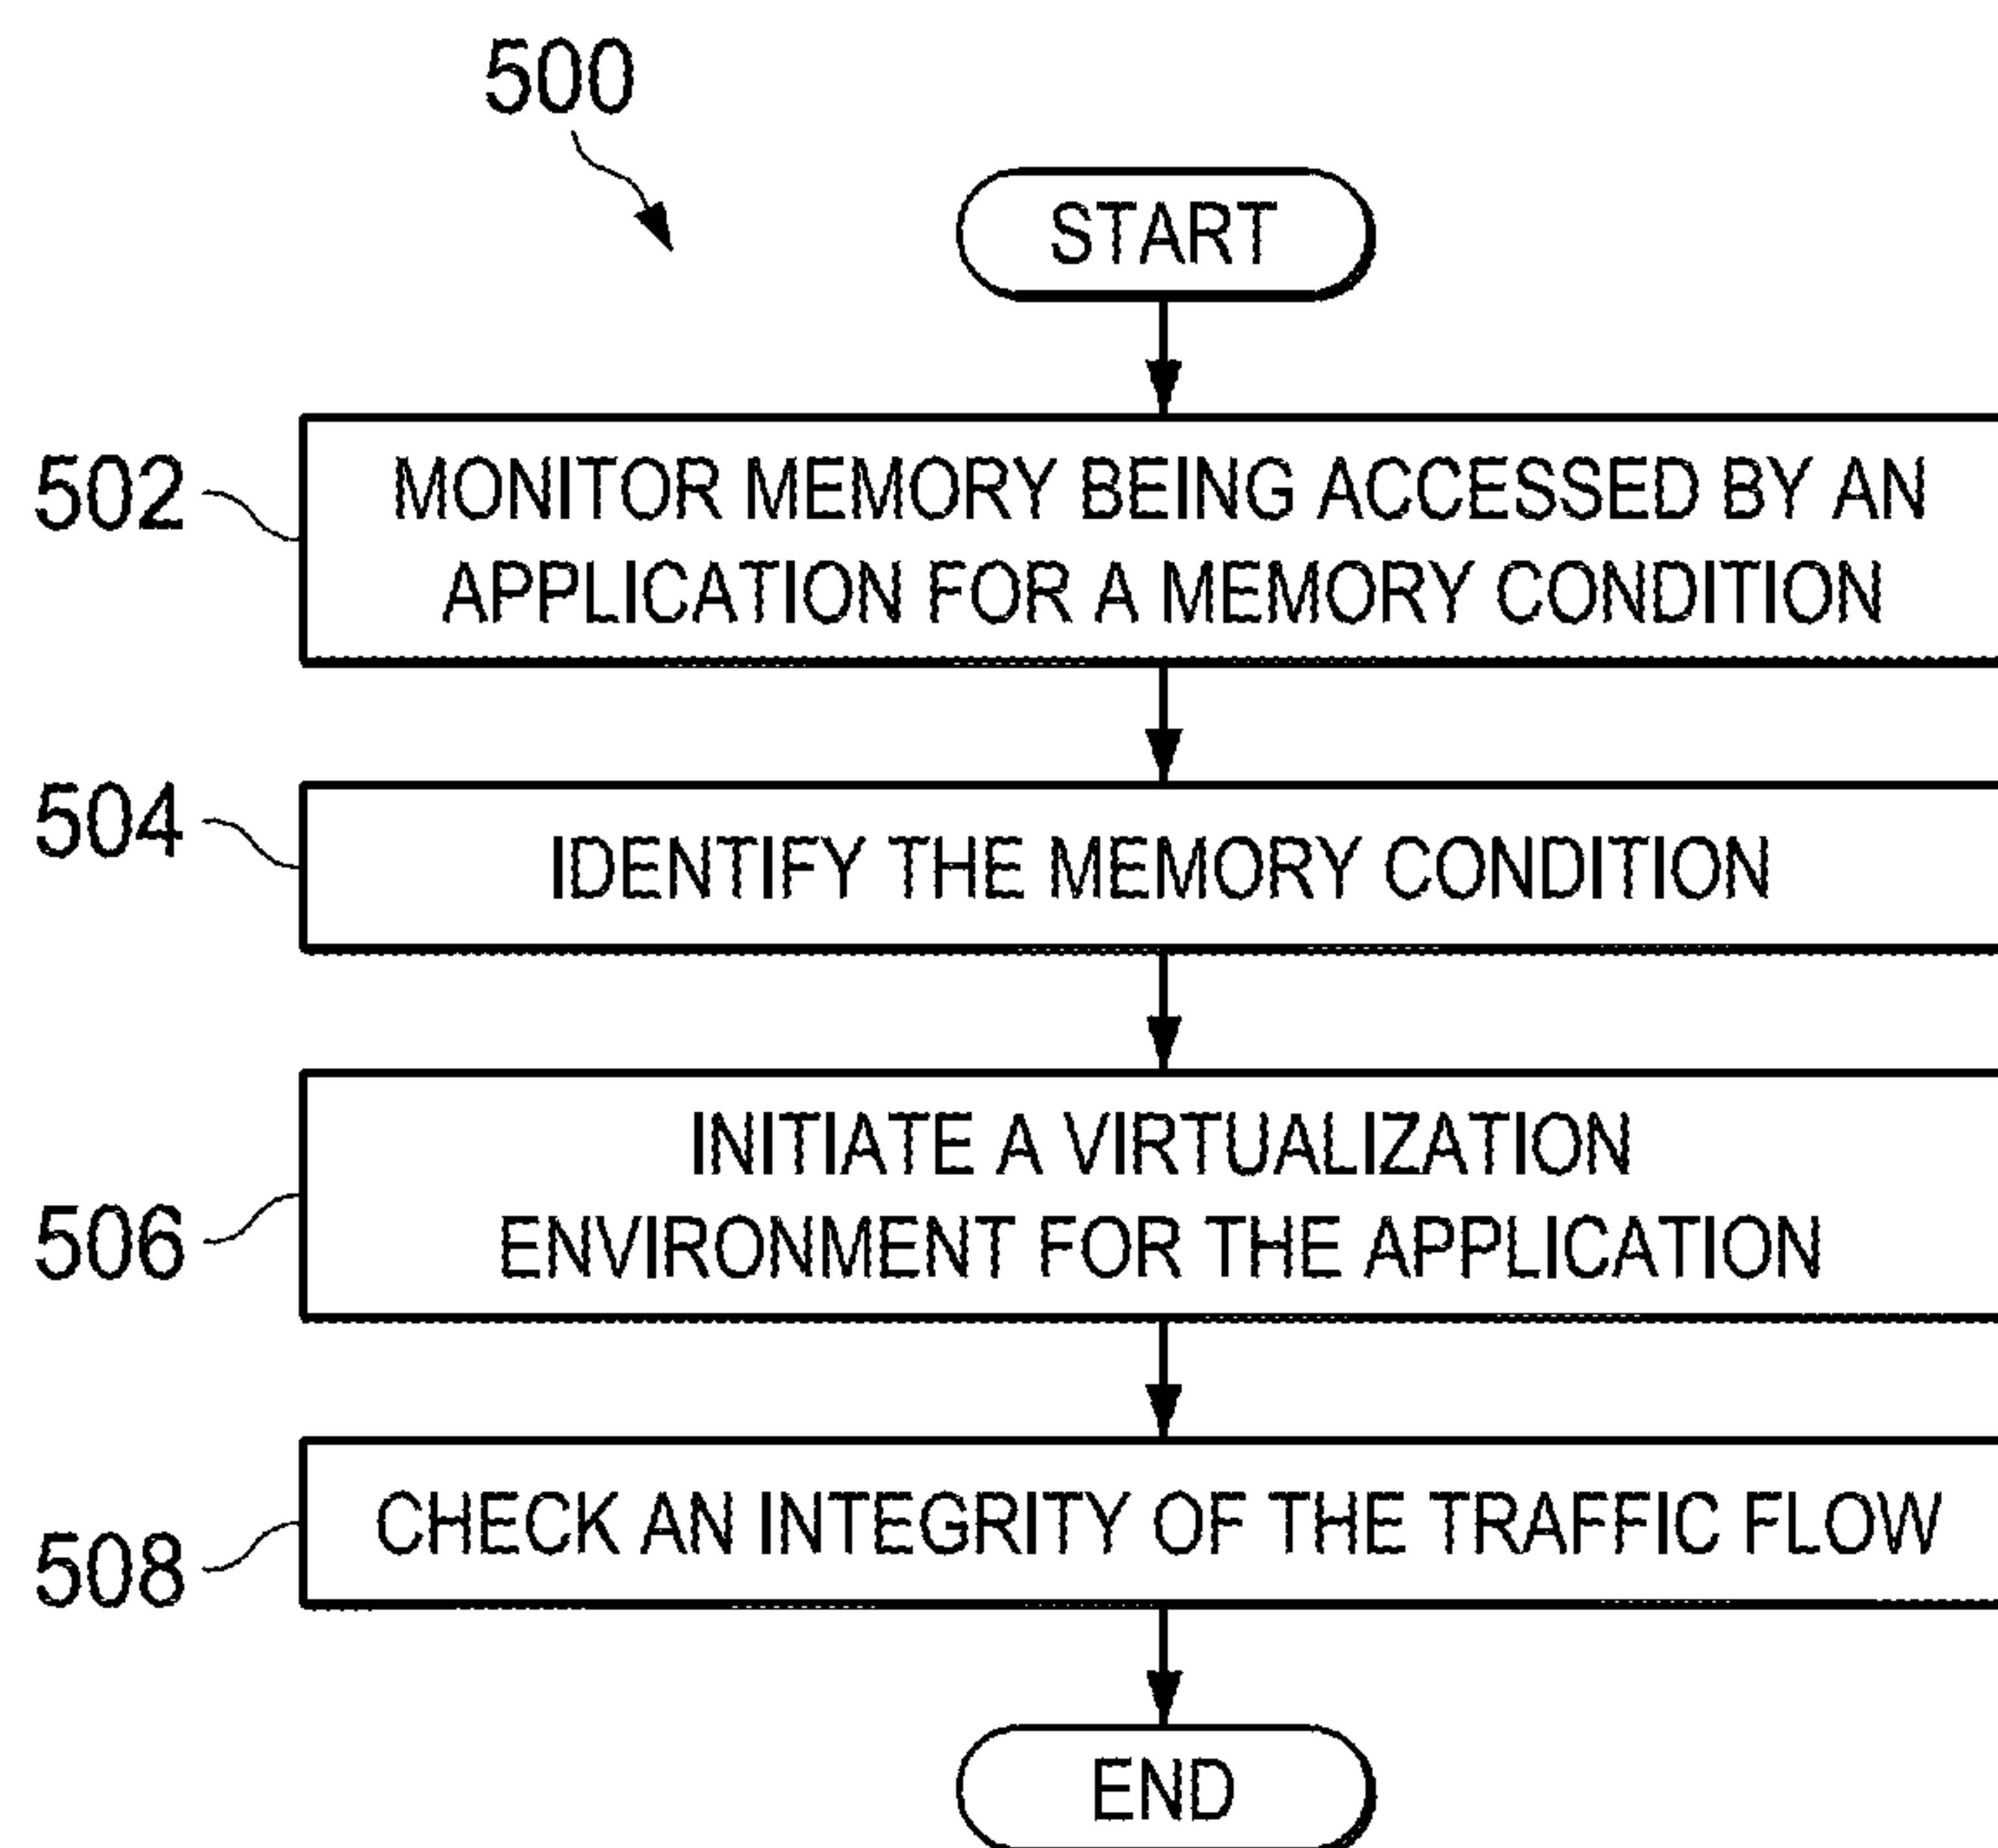 500
START
502
MONITOR MEMORY BEING ACCESSED BY AN
APPLICATION FOR A MEMORY CONDITION
504
IDENTIFY THE MEMORY CONDITION
506
INITIATE A VIRTUALIZATION
ENVIRONMENT FOR THE APPLICATION
508
CHECK AN INTEGRITY OF THE TRAFFIC FLOW
END